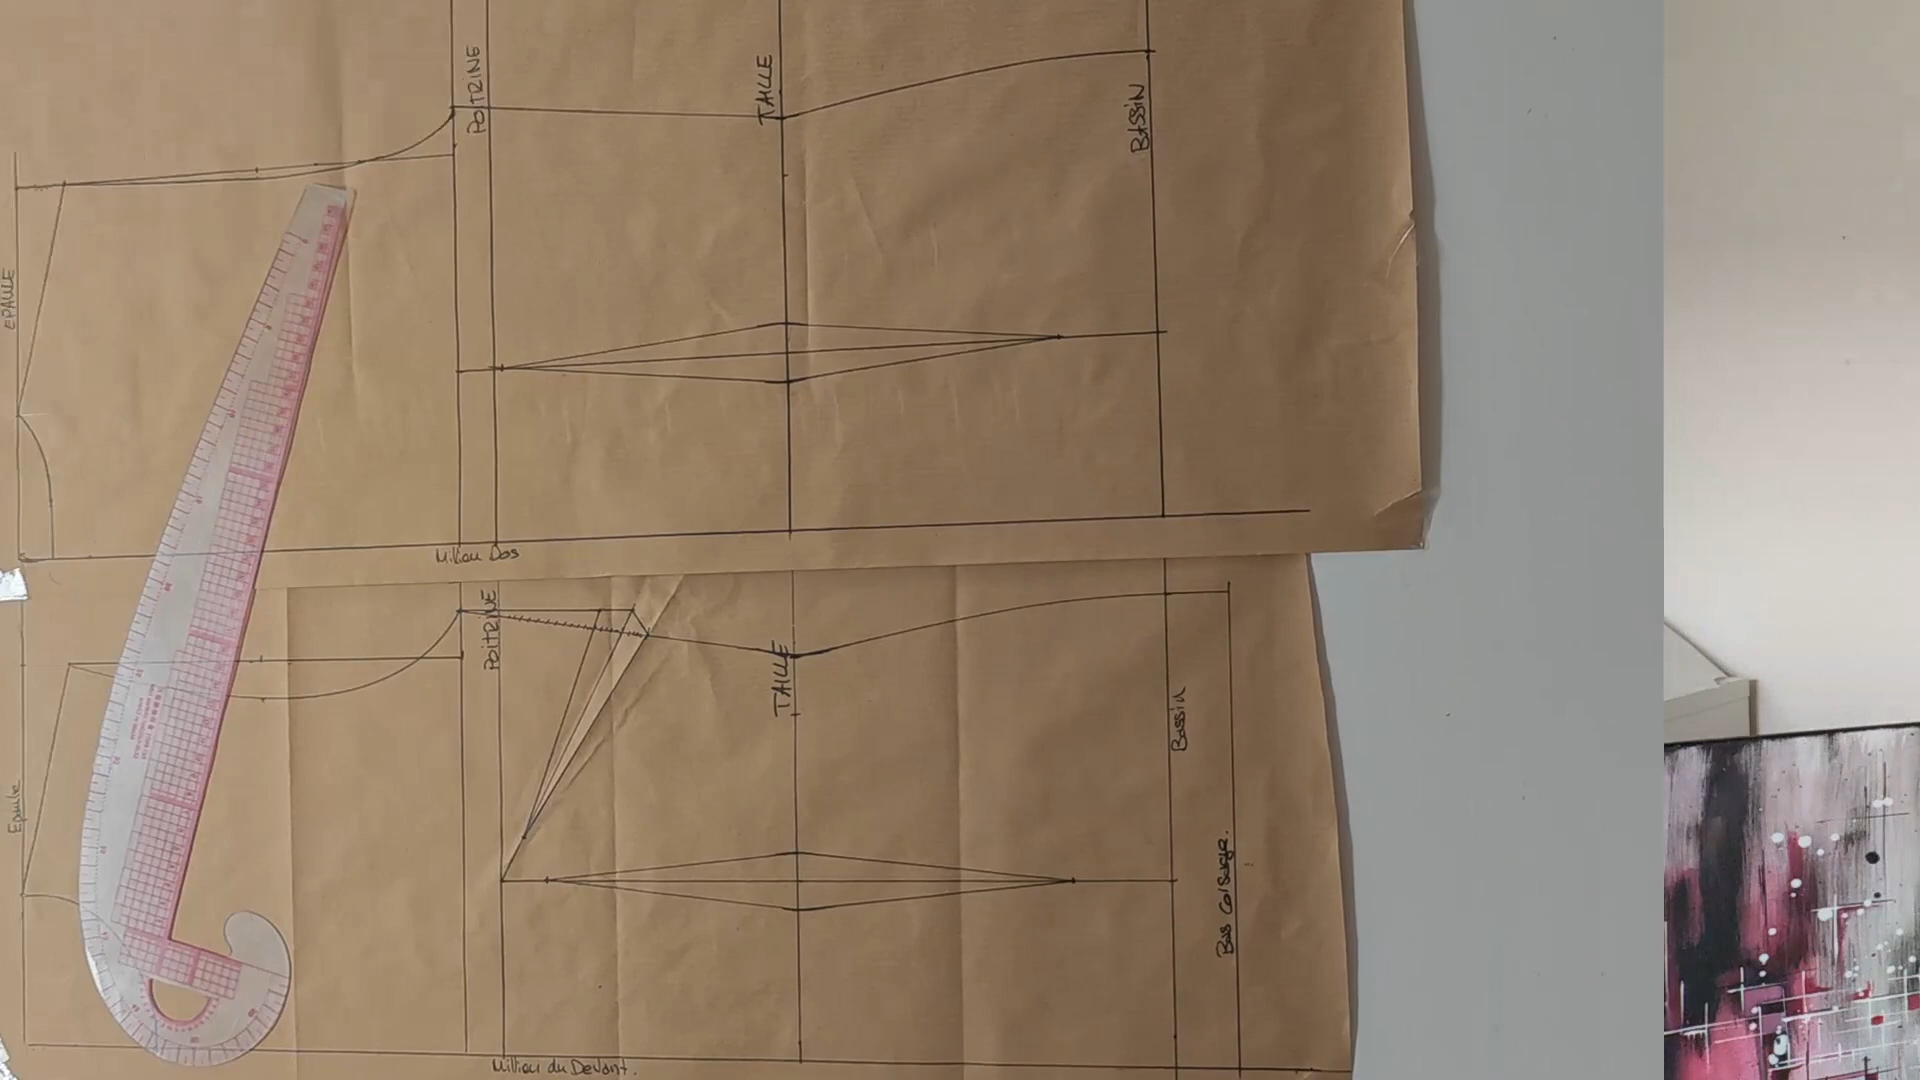 EPAULE
POITRINE
TAILLE
BASSIN
Milieu Dos
Epaule
POITRINE
TAILLE
Bassin
Bas Corsage.
Milieu du Devant.